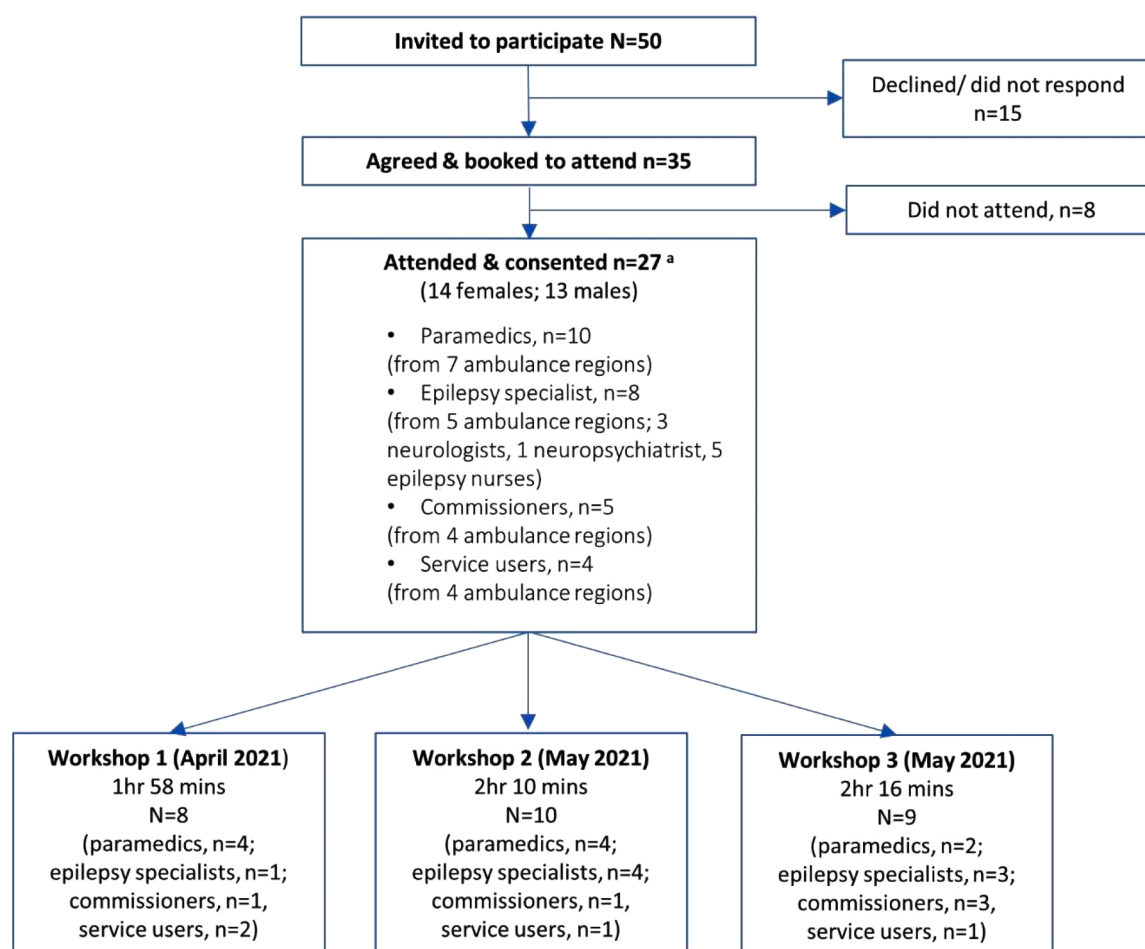 Invited to participate N=50
Declined/ did not respond
n=15
Agreed & booked to attend n=35
Did not attend, n=8
Attended & consented n=27 ᵃ
(14 females; 13 males)
• Paramedics, n=10
(from 7 ambulance regions)
• Epilepsy specialist, n=8
(from 5 ambulance regions; 3
neurologists, 1 neuropsychiatrist, 5
epilepsy nurses)
• Commissioners, n=5
(from 4 ambulance regions)
• Service users, n=4
(from 4 ambulance regions)
Workshop 1 (April 2021)
1hr 58 mins
N=8
(paramedics, n=4;
epilepsy specialists, n=1;
commissioners, n=1,
service users, n=2)
Workshop 2 (May 2021)
2hr 10 mins
N=10
(paramedics, n=4;
epilepsy specialists, n=4;
commissioners, n=1,
service users, n=1)
Workshop 3 (May 2021)
2hr 16 mins
N=9
(paramedics, n=2;
epilepsy specialists, n=3;
commissioners, n=3,
service users, n=1)